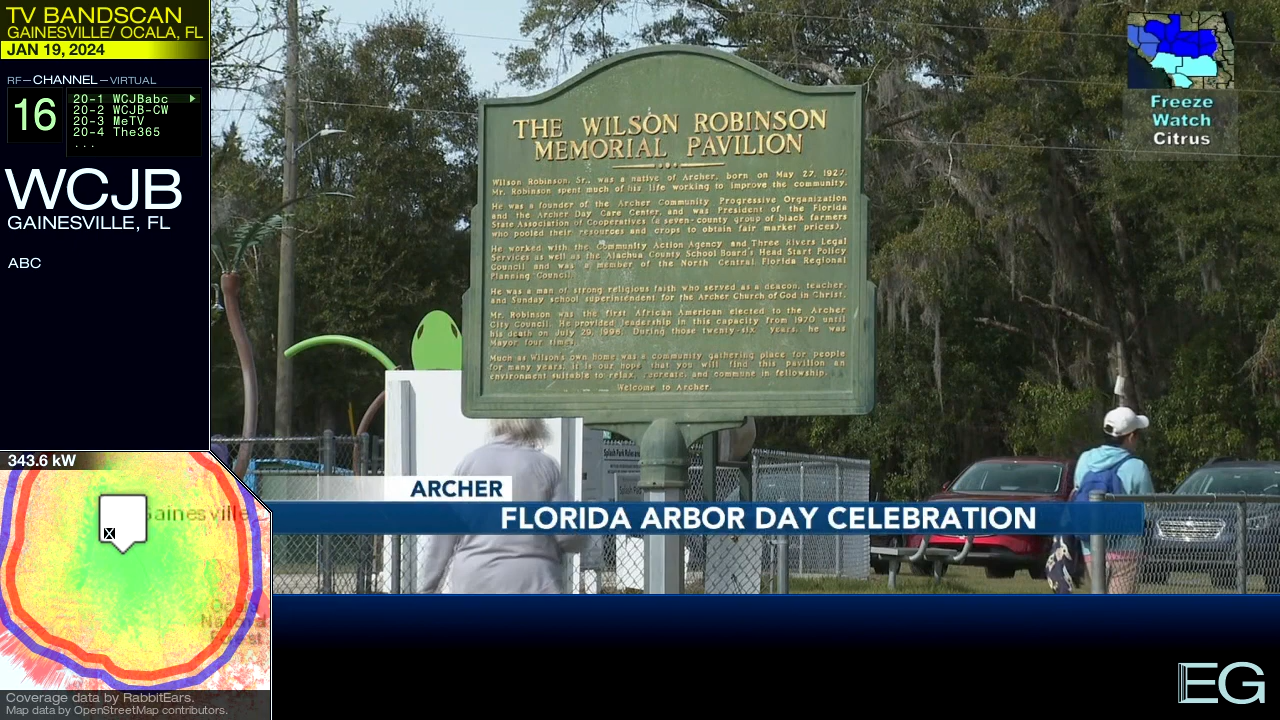 TV BANDSCAN
GAINESVILLE/ OCALA, FL
JAN 19, 2024
RF — CHANNEL — VIRTUAL
16
20-1 WCJBabc
20-2 WCJB-CW
20-3 MeTV
20-4 The365
...
WCJB
GAINESVILLE, FL
ABC
343.6 kW
Gainesville
Ocala
National
Forest
Coverage data by RabbitEars.
Map data by OpenStreetMap contributors.
THE WILSON ROBINSON
MEMORIAL PAVILION
Wilson Robinson, Sr., was a native of Archer, born on May 27, 1927.
Mr. Robinson spent much of his life working to improve the community.
He was a founder of the Archer Community Progressive Organization
and the Archer Day Care Center, and was President of the Florida
State Association of Cooperatives (a seven-county group of black farmers
who pooled their resources and crops to obtain fair market prices).
He worked with the Community Action Agency and Three Rivers Legal
Services as well as the Alachua County School Board's Head Start Policy
Council and was a member of the North Central Florida Regional
Planning Council.
He was a man of strong religious faith who served as a deacon, teacher,
and Sunday school superintendent for the Archer Church of God in Christ.
Mr. Robinson was the first African American elected to the Archer
City Council. He provided leadership in this capacity from 1970 until
his death on July 29, 1996. During those twenty-six years, he was
Mayor four times.
Much as Wilson's own home was a community gathering place for people
for many years, it is our hope that you will find this pavilion an
environment suitable to relax, recreate, and commune in fellowship.
Welcome to Archer.
Splash Park Rules
Freeze
Watch
Citrus
ARCHER
FLORIDA ARBOR DAY CELEBRATION
EG